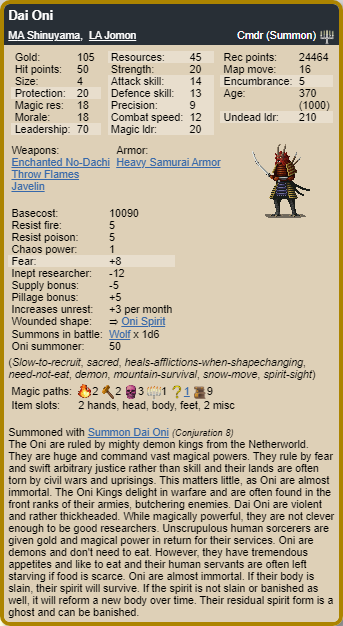 Dai Oni
MA Shinuyama, LA Jomon Cmdr (Summon)
Gold: 105 Resources: 45 Rec points: 24464
Hit points: 50 Strength: 20 Map move: 16
Size: 4 Attack skill: 14 Encumbrance: 5
Protection: 20 Defence skill: 13 Age: 370
Magic res: 18 Precision: 9 (1000)
Morale: 18 Combat speed: 12 Undead ldr: 210
Leadership: 70 Magic ldr: 20
Weapons: Armor:
Enchanted No-Dachi Heavy Samurai Armor
Throw Flames
Javelin
Basecost: 10090
Resist fire: 5
Resist poison: 5
Chaos power: 1
Fear: +8
Inept researcher: -12
Supply bonus: -5
Pillage bonus: +5
Increases unrest: +3 per month
Wounded shape: ⇒ Oni Spirit
Summons in battle: Wolf x 1d6
Oni summoner: 50
(Slow-to-recruit, sacred, heals-afflictions-when-shapechanging,
need-not-eat, demon, mountain-survival, snow-move, spirit-sight)
Magic paths: 2 2 3 1 ? 1 9
Item slots: 2 hands, head, body, feet, 2 misc
Summoned with Summon Dai Oni (Conjuration 8)
The Oni are ruled by mighty demon kings from the Netherworld.
They are huge and command vast magical powers. They rule by
fear and swift arbitrary justice rather than skill and their lands are often
torn by civil wars and uprisings. This matters little, as Oni are almost
immortal. The Oni Kings delight in warfare and are often found in the
front ranks of their armies, butchering enemies. Dai Oni are violent
and rather thickheaded. While magically powerful, they are not clever
enough to be good researchers. Unscrupulous human sorcerers are
given gold and magical power in return for their services. Oni are
demons and don't need to eat. However, they have tremendous
appetites and like to eat and their human servants are often left
starving if food is scarce. Oni are almost immortal. If their body is
slain, their spirit will survive. If the spirit is not slain or banished as
well, it will reform a new body over time. Their residual spirit form is a
ghost and can be banished.